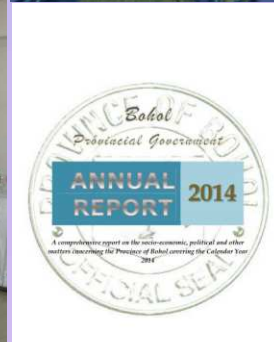 Bohol
Provincial Government
PROVINCE OF BOHOL
ANNUAL
REPORT
2014
A comprehensive report on the socio-economic, political and other
matters concerning the Province of Bohol covering the Calendar Year
2014
OFFICIAL SEAL